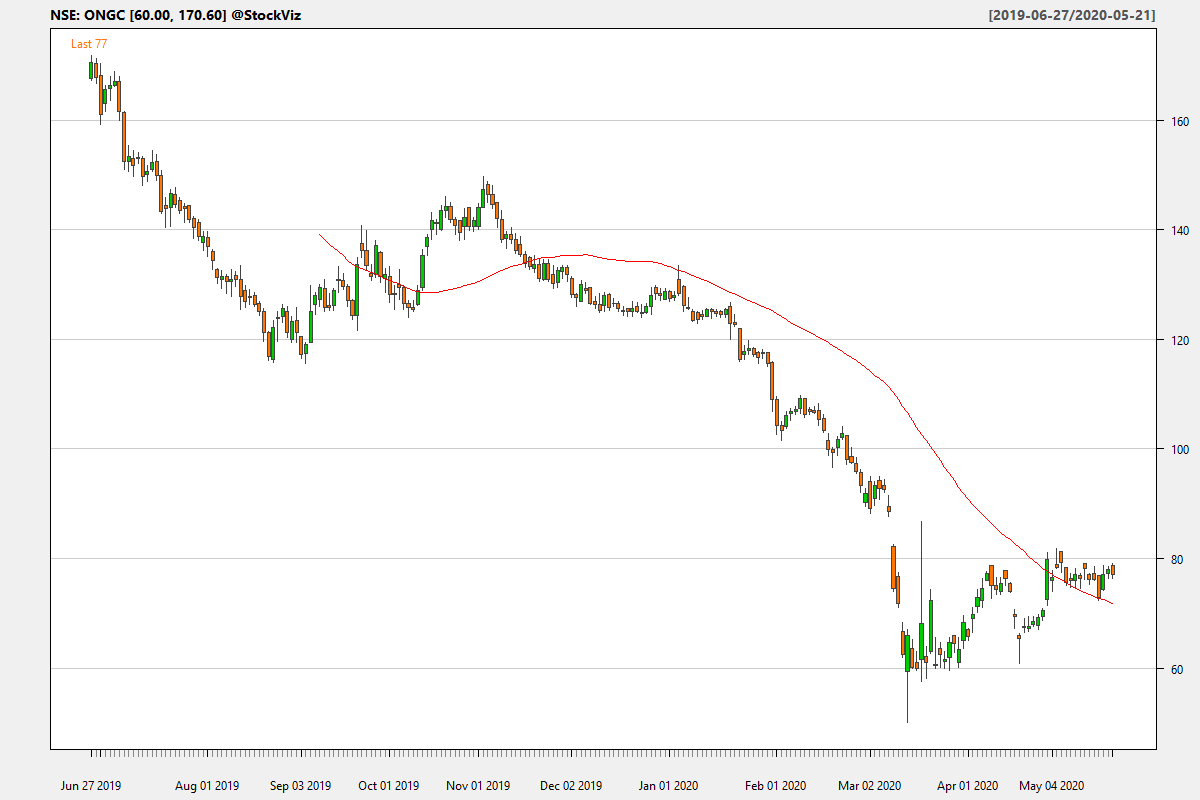 NSE: ONGC [60.00, 170.60] @StockViz [2019-06-27/2020-05-21]
Last 77
160
140
120
100
80
60
Jun 27 2019 Aug 01 2019 Sep 03 2019 Oct 01 2019 Nov 01 2019 Dec 02 2019 Jan 01 2020 Feb 01 2020 Mar 02 2020 Apr 01 2020 May 04 2020